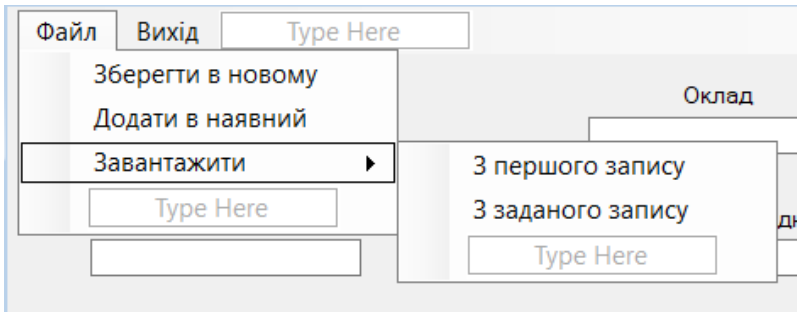 Файл Вихід Type Here
Зберегти в новому
Додати в наявний
Оклад
Завантажити
З першого запису
З заданого запису
Type Here
Type Here